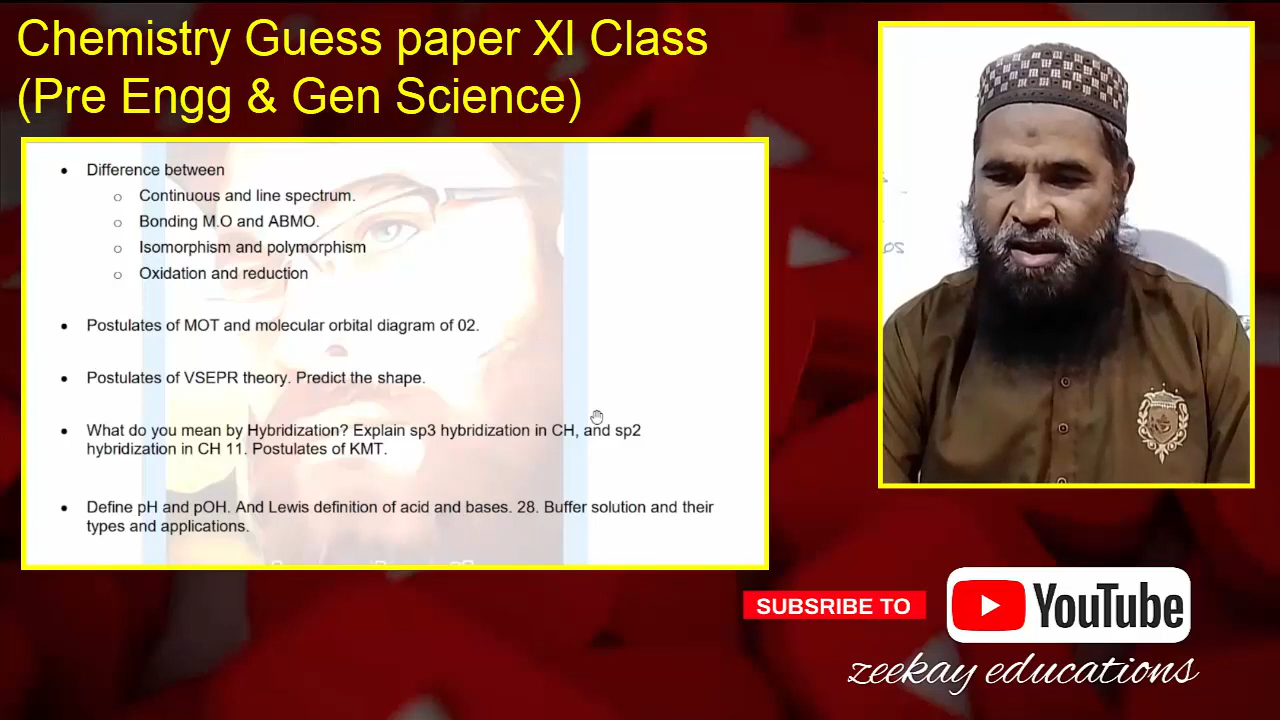 Chemistry Guess paper XI Class
(Pre Engg & Gen Science)
Difference between
Continuous and line spectrum.
Bonding M.O and ABMO.
Isomorphism and polymorphism
Oxidation and reduction
Postulates of MOT and molecular orbital diagram of 02.
Postulates of VSEPR theory. Predict the shape.
What do you mean by Hybridization? Explain sp3 hybridization in CH, and sp2
hybridization in CH 11. Postulates of KMT.
Define pH and pOH. And Lewis definition of acid and bases. 28. Buffer solution and their
types and applications.
SUBSRIBE TO
YouTube
zeekay educations